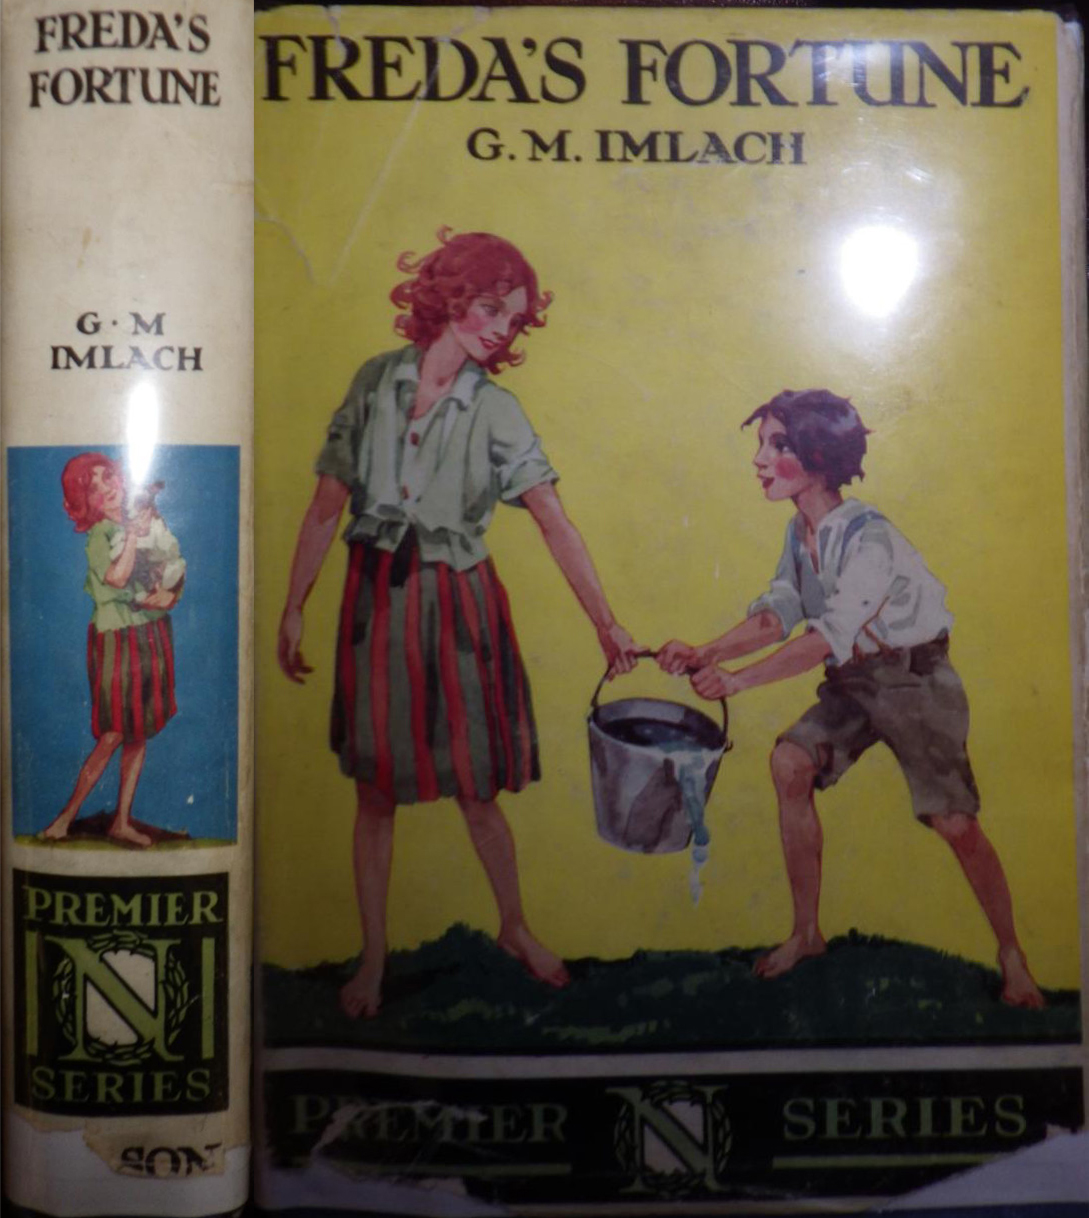 FREDA'S
FORTUNE
G · M
IMLACH
PREMIER
N
SERIES
SON
FREDA'S FORTUNE
G. M. IMLACH
PREMIER N SERIES